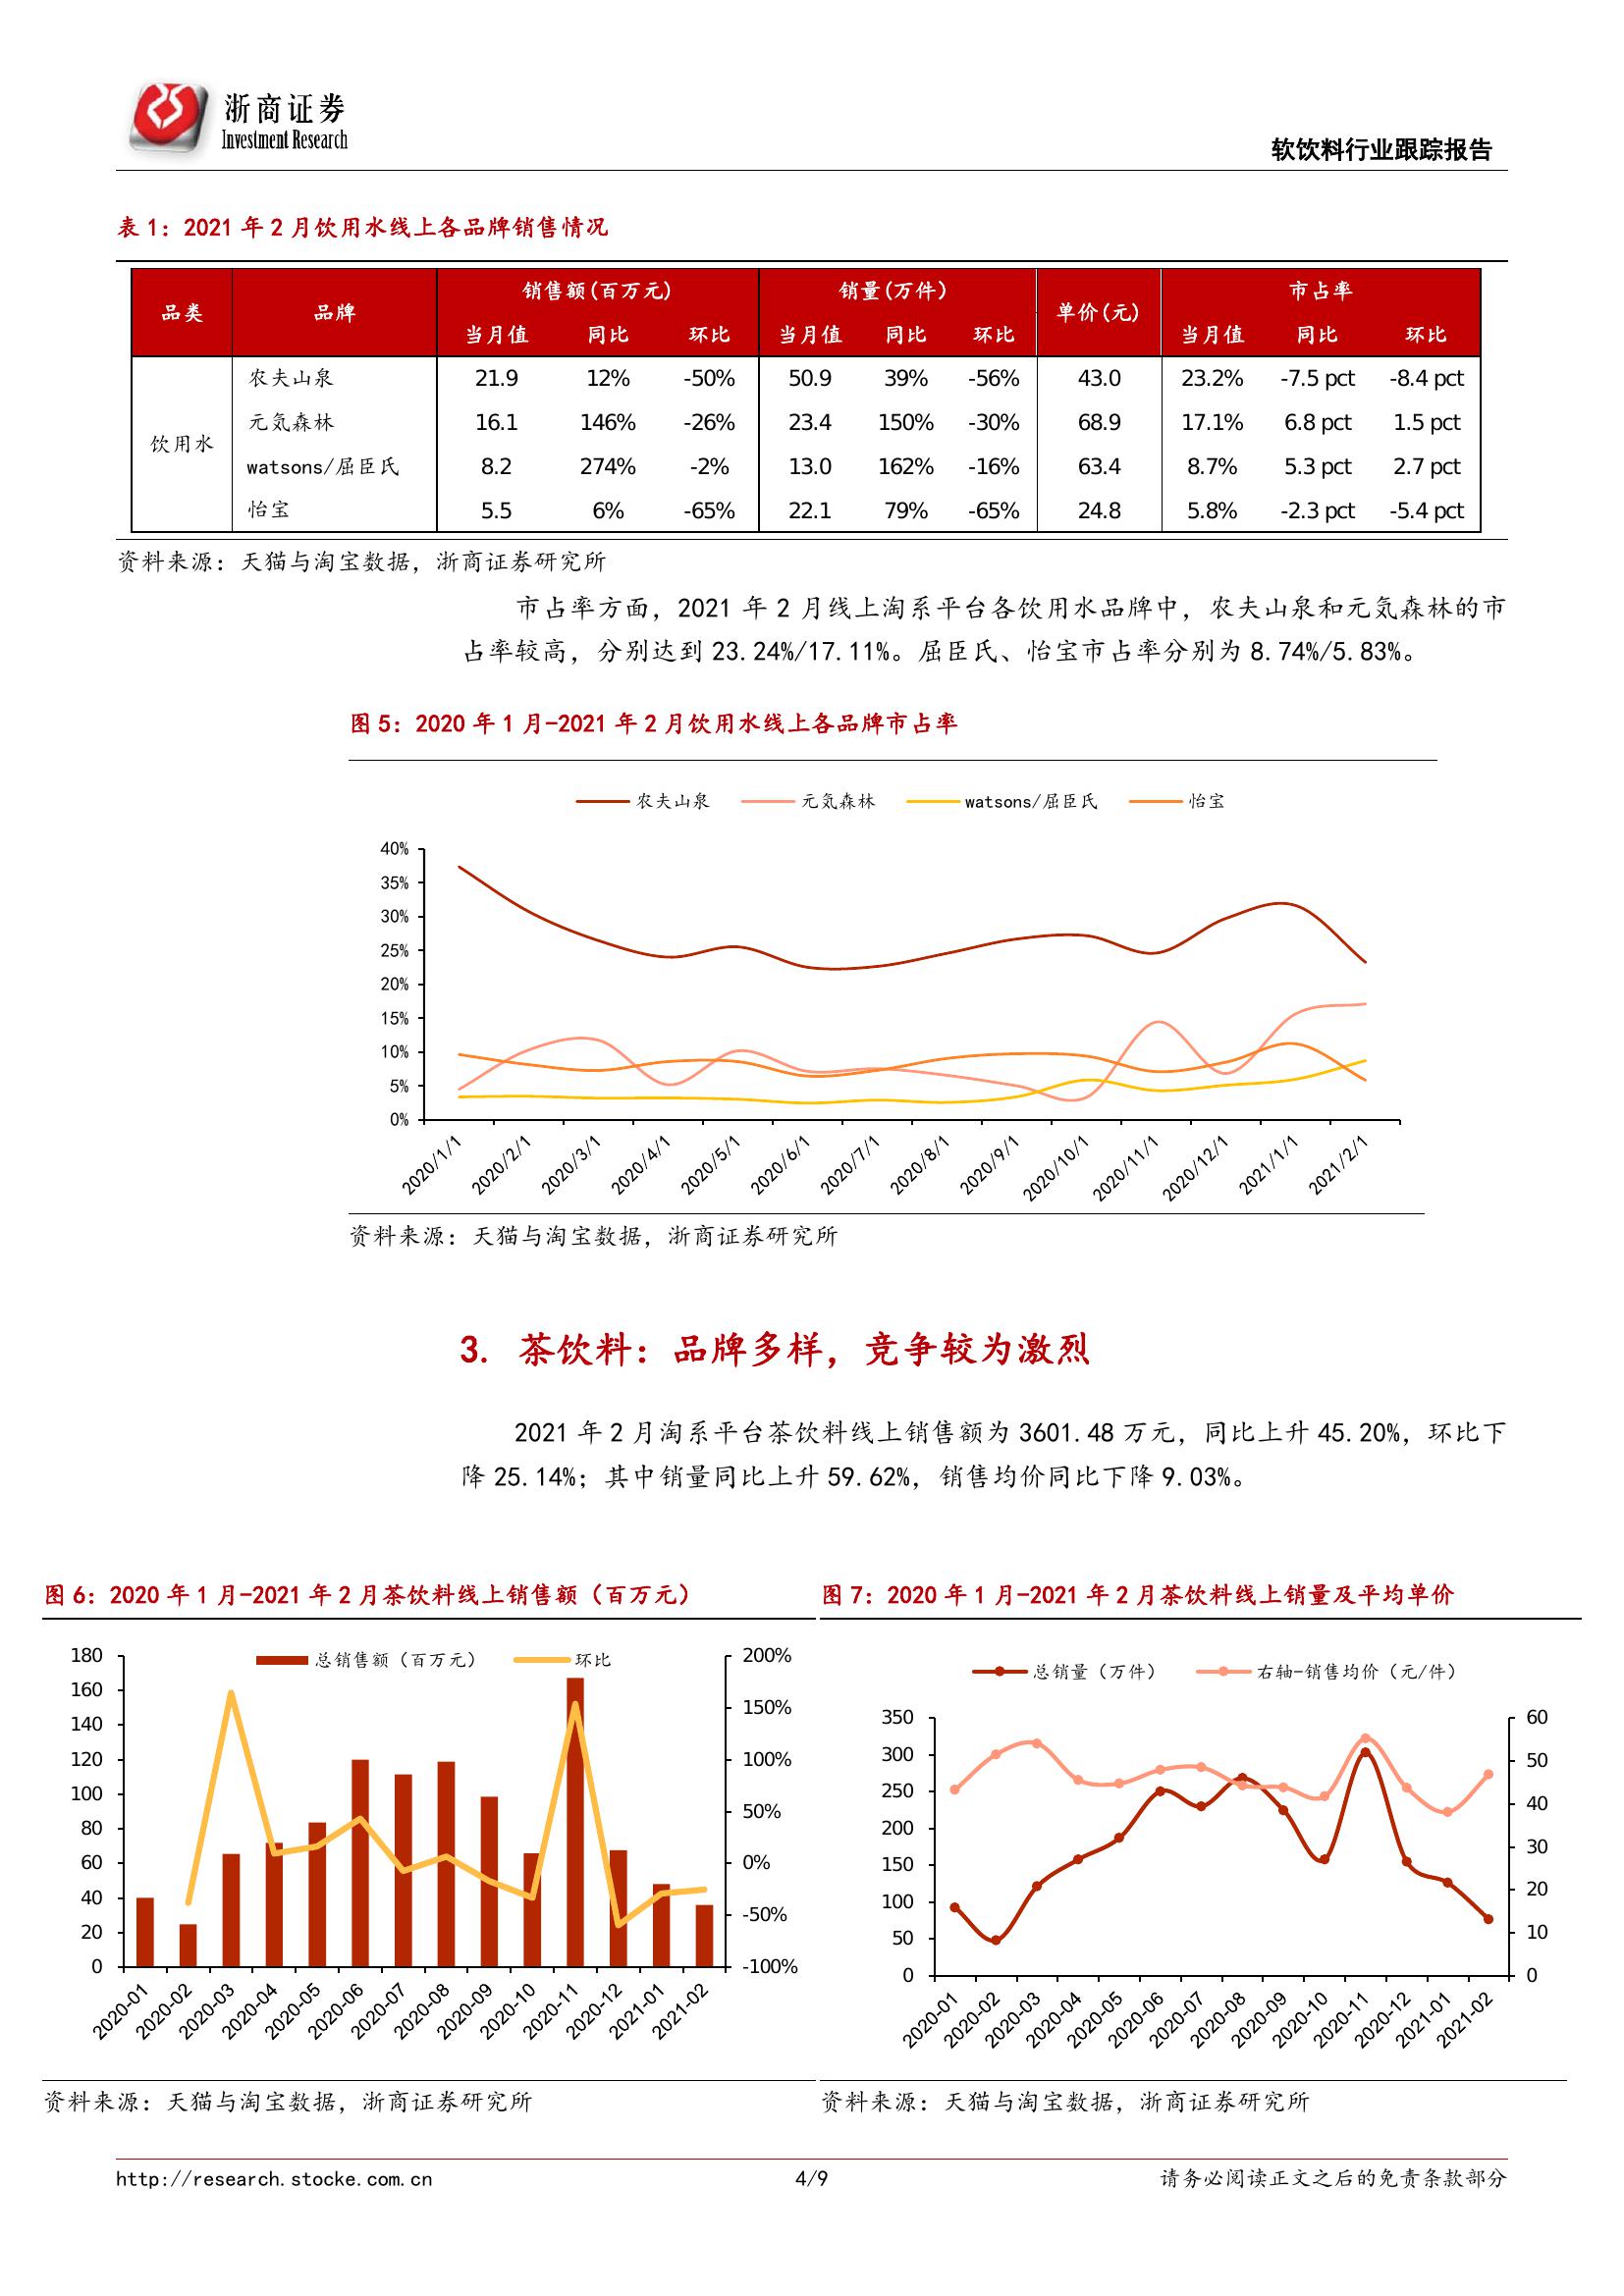 浙商证券
Investment Research
软饮料行业跟踪报告
表 1：2021 年 2 月饮用水线上各品牌销售情况
品类 品牌 销售额(百万元) 销量(万件) 单价(元) 市占率
当月值 同比 环比 当月值 同比 环比 当月值 同比 环比
饮用水
农夫山泉 21.9 12% -50% 50.9 39% -56% 43.0 23.2% -7.5 pct -8.4 pct
元気森林 16.1 146% -26% 23.4 150% -30% 68.9 17.1% 6.8 pct 1.5 pct
watsons/屈臣氏 8.2 274% -2% 13.0 162% -16% 63.4 8.7% 5.3 pct 2.7 pct
怡宝 5.5 6% -65% 22.1 79% -65% 24.8 5.8% -2.3 pct -5.4 pct
资料来源：天猫与淘宝数据，浙商证券研究所
市占率方面，2021 年 2 月线上淘系平台各饮用水品牌中，农夫山泉和元気森林的市
占率较高，分别达到 23.24%/17.11%。屈臣氏、怡宝市占率分别为 8.74%/5.83%。
图 5：2020 年 1 月-2021 年 2 月饮用水线上各品牌市占率
农夫山泉 元気森林 watsons/屈臣氏 怡宝
40%
35%
30%
25%
20%
15%
10%
5%
0%
2020/1/1 2020/2/1 2020/3/1 2020/4/1 2020/5/1 2020/6/1 2020/7/1 2020/8/1 2020/9/1 2020/10/1 2020/11/1 2020/12/1 2021/1/1 2021/2/1
资料来源：天猫与淘宝数据，浙商证券研究所
3. 茶饮料：品牌多样，竞争较为激烈
2021 年 2 月淘系平台茶饮料线上销售额为 3601.48 万元，同比上升 45.20%，环比下
降 25.14%；其中销量同比上升 59.62%，销售均价同比下降 9.03%。
图 6：2020 年 1 月-2021 年 2 月茶饮料线上销售额（百万元）
总销售额（百万元） 环比
180
160
140
120
100
80
60
40
20
0
200%
150%
100%
50%
0%
-50%
-100%
2020-01 2020-02 2020-03 2020-04 2020-05 2020-06 2020-07 2020-08 2020-09 2020-10 2020-11 2020-12 2021-01 2021-02
资料来源：天猫与淘宝数据，浙商证券研究所
图 7：2020 年 1 月-2021 年 2 月茶饮料线上销量及平均单价
总销量（万件） 右轴-销售均价（元/件）
350
300
250
200
150
100
50
0
60
50
40
30
20
10
0
2020-01 2020-02 2020-03 2020-04 2020-05 2020-06 2020-07 2020-08 2020-09 2020-10 2020-11 2020-12 2021-01 2021-02
资料来源：天猫与淘宝数据，浙商证券研究所
http://research.stocke.com.cn 4/9 请务必阅读正文之后的免责条款部分